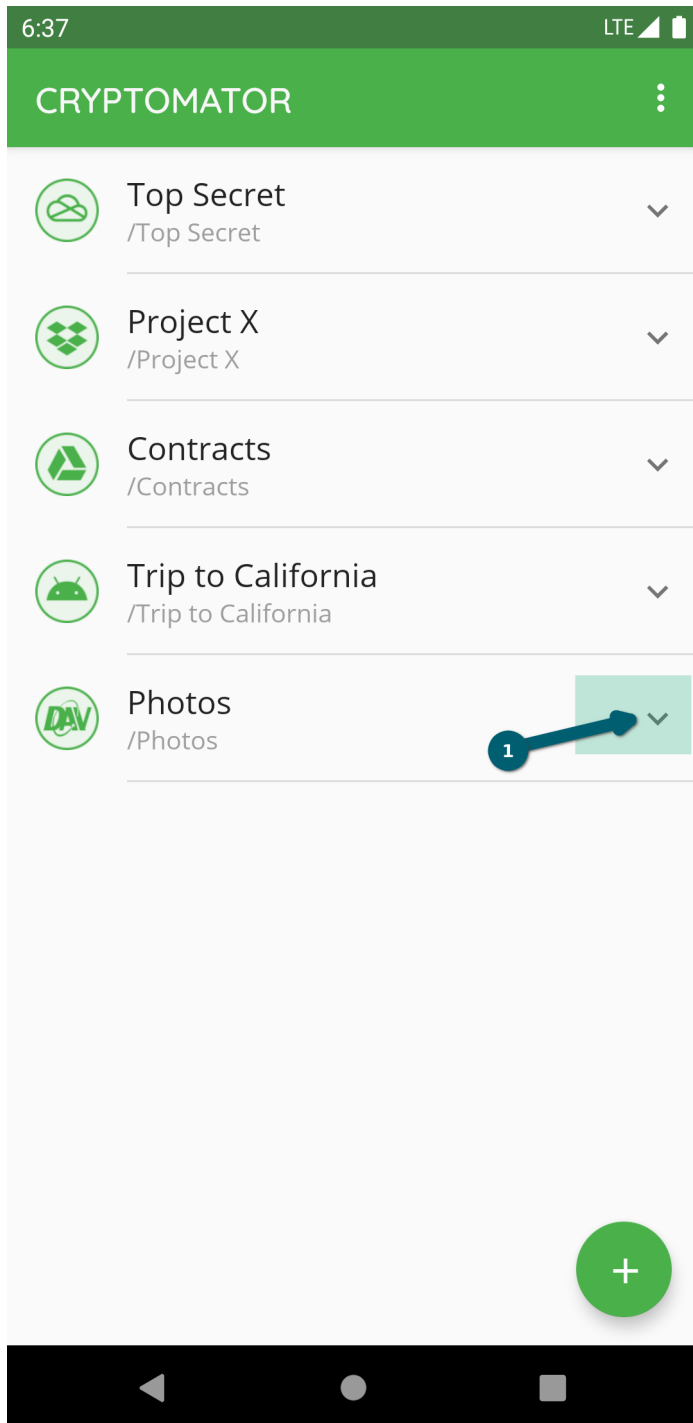 6:37
LTE
CRYPTOMATOR
Top Secret
/Top Secret
Project X
/Project X
Contracts
/Contracts
Trip to California
/Trip to California
DAV
Photos
/Photos
1